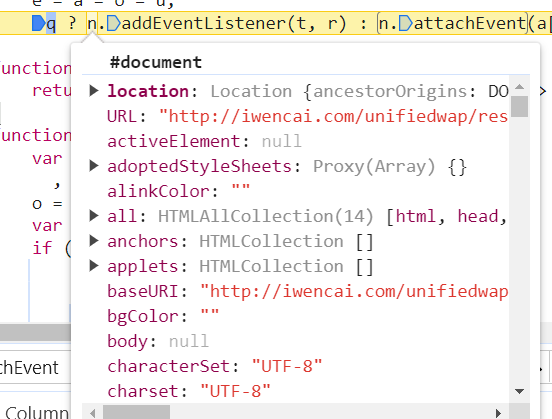 e = a = o = u;
q ? n.addEventListener(t, r) : n.attachEvent(a[
#document
location: Location {ancestorOrigins: DO
URL: "http://iwencai.com/unifiedwap/res
activeElement: null
adoptedStyleSheets: Proxy(Array) {}
alinkColor: ""
all: HTMLAllCollection(14) [html, head,
anchors: HTMLCollection []
applets: HTMLCollection []
baseURI: "http://iwencai.com/unifiedwap
bgColor: ""
body: null
characterSet: "UTF-8"
charset: "UTF-8"
unction
retu
unction
var
,
o =
var
if (
>
chEvent
Column